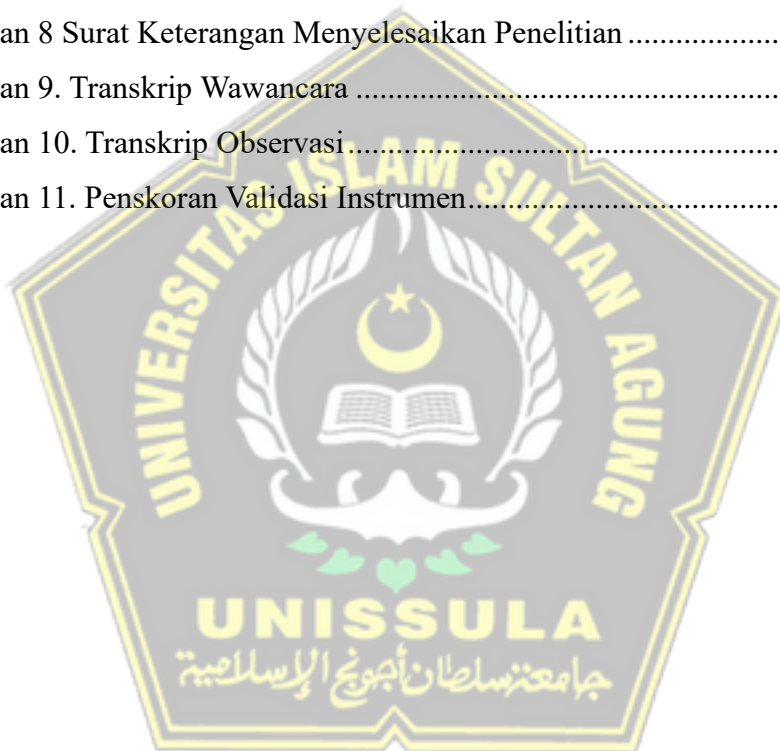 an 8 Surat Keterangan Menyelesaikan Penelitian ....................
an 9. Transkrip Wawancara ......................................................
an 10. Transkrip Observasi.......................................................
an 11. Penskoran Validasi Instrumen........................................
UNIVERSITAS ISLAM SULTAN AGUNG
UNISSULA
جامعة سلطان أجونج الإسلامية